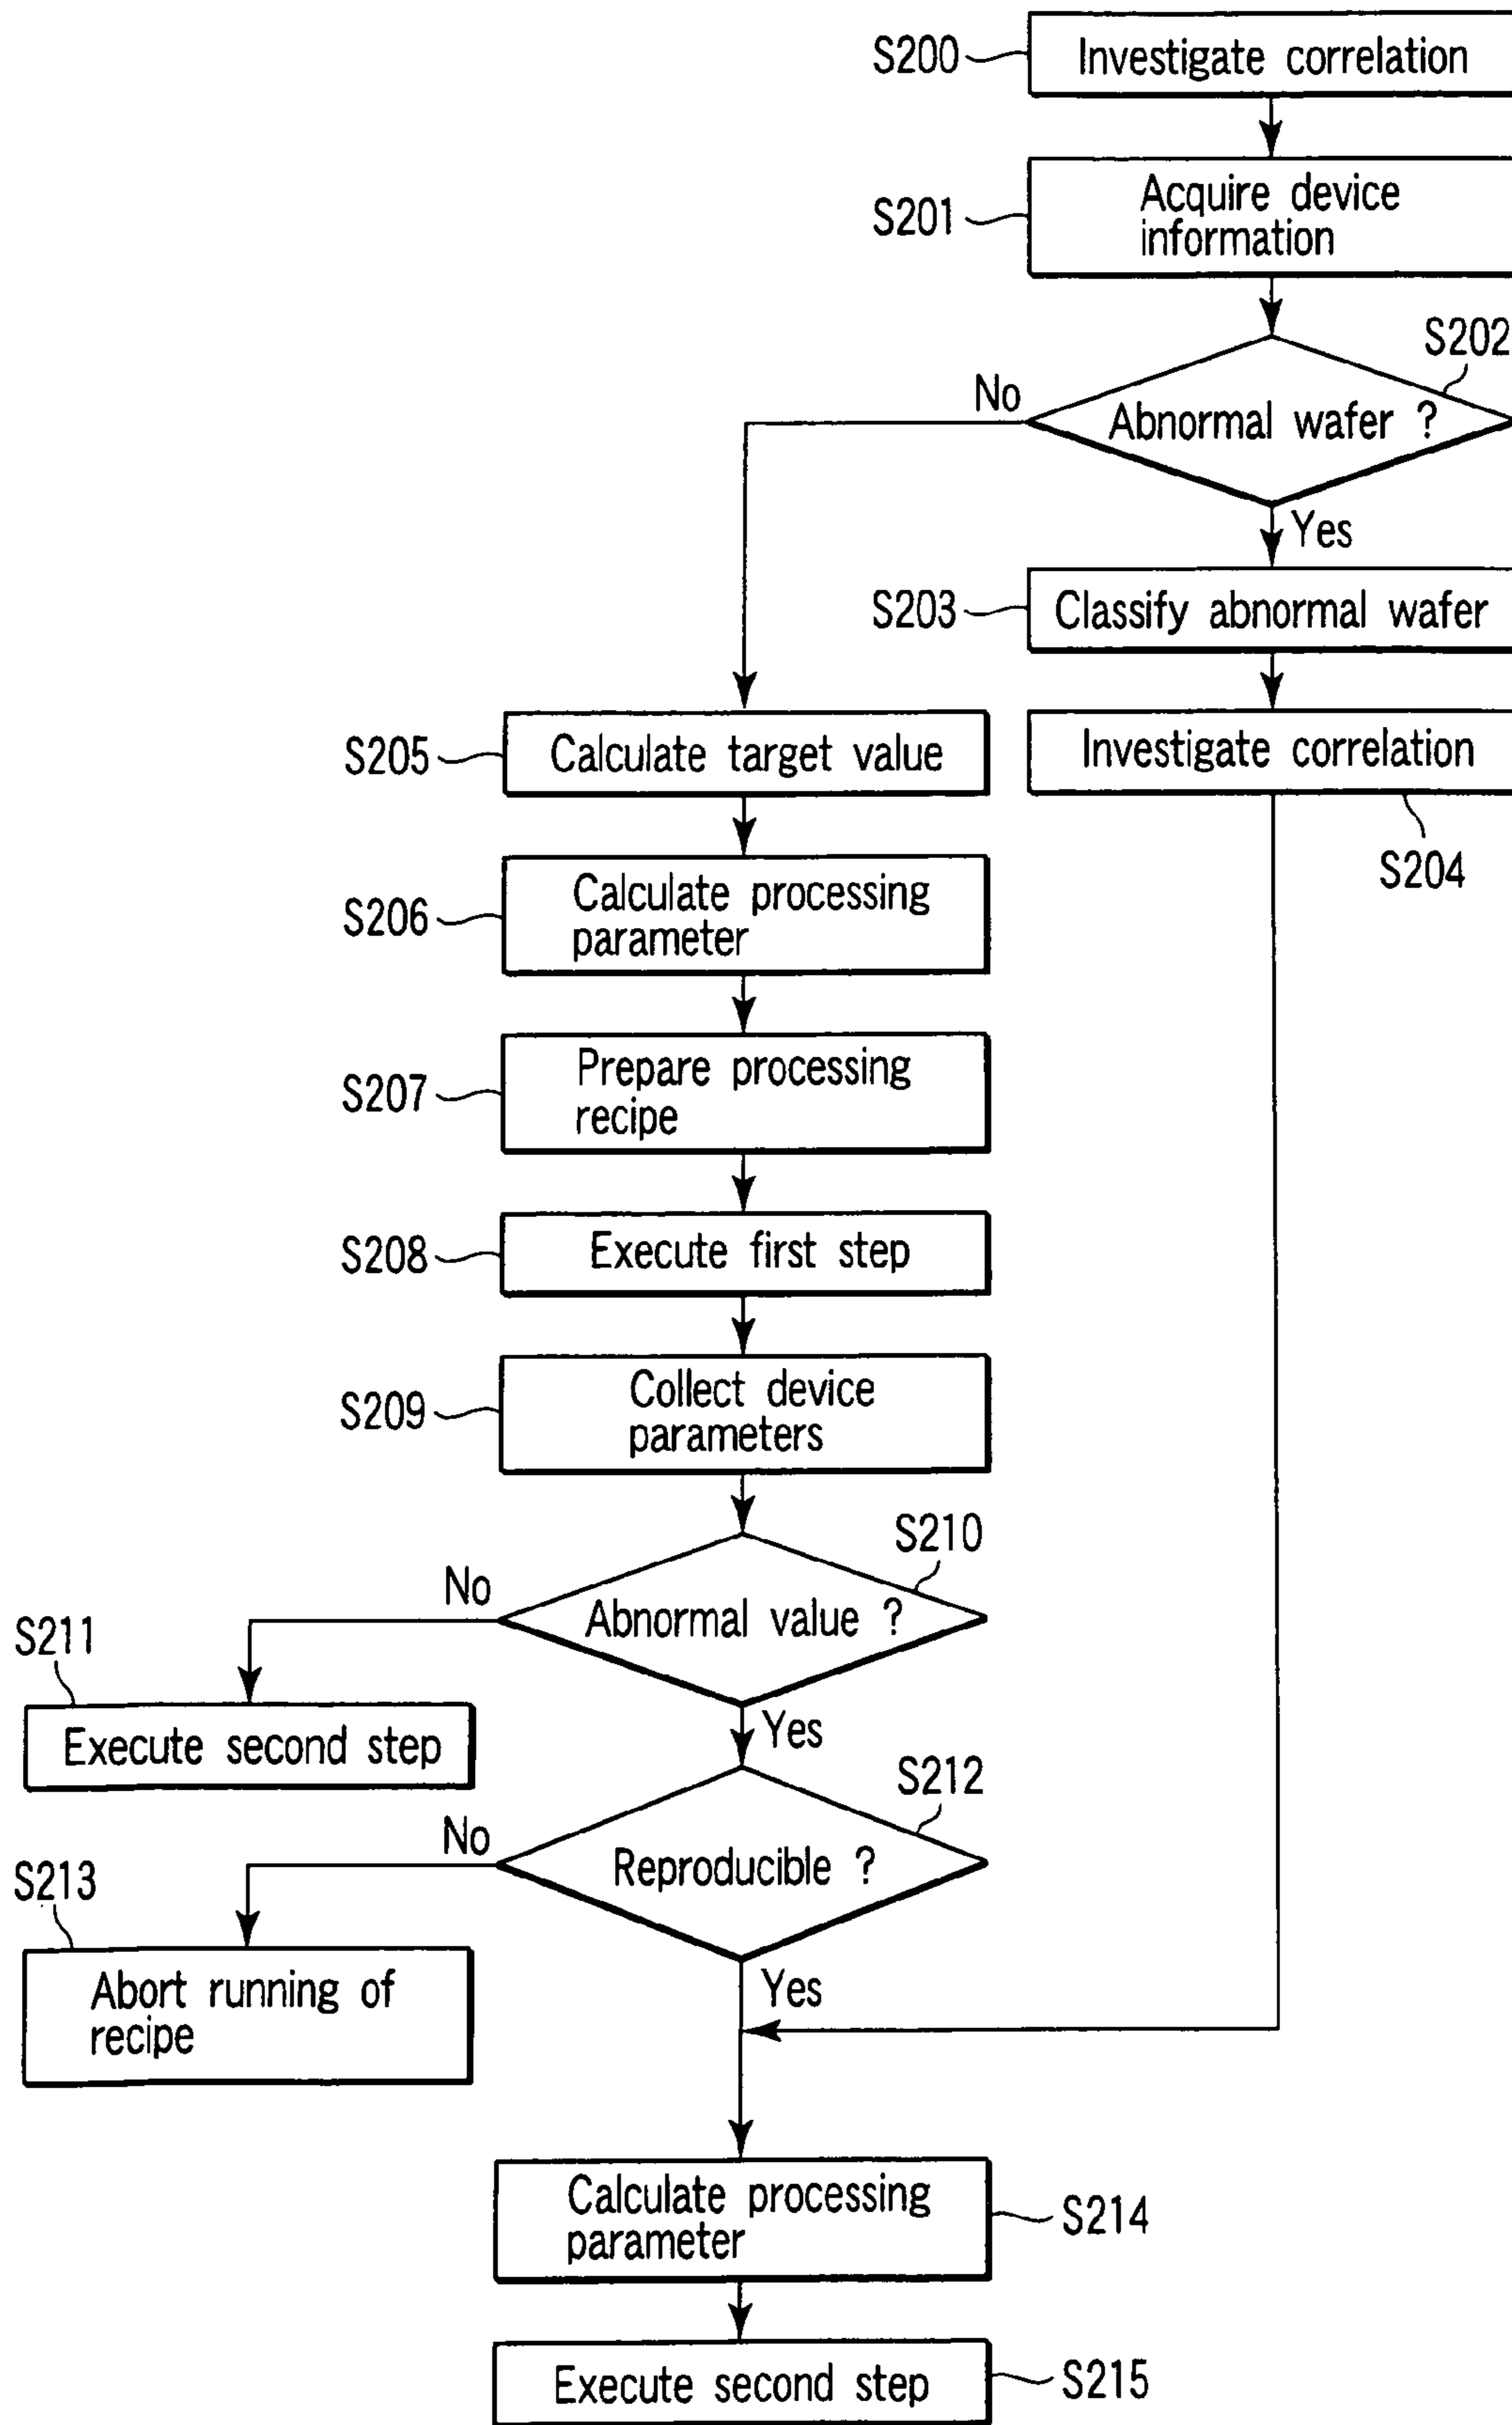 S200
Investigate correlation
S201
Acquire device
information
S202
Abnormal wafer ?
No
Yes
S203
Classify abnormal wafer
S205
Calculate target value
Investigate correlation
S204
S206
Calculate processing
parameter
S207
Prepare processing
recipe
S208
Execute first step
S209
Collect device
parameters
S210
Abnormal value ?
No
Yes
S211
Execute second step
S212
Reproducible ?
No
Yes
S213
Abort running of
recipe
Calculate processing
parameter
S214
Execute second step
S215